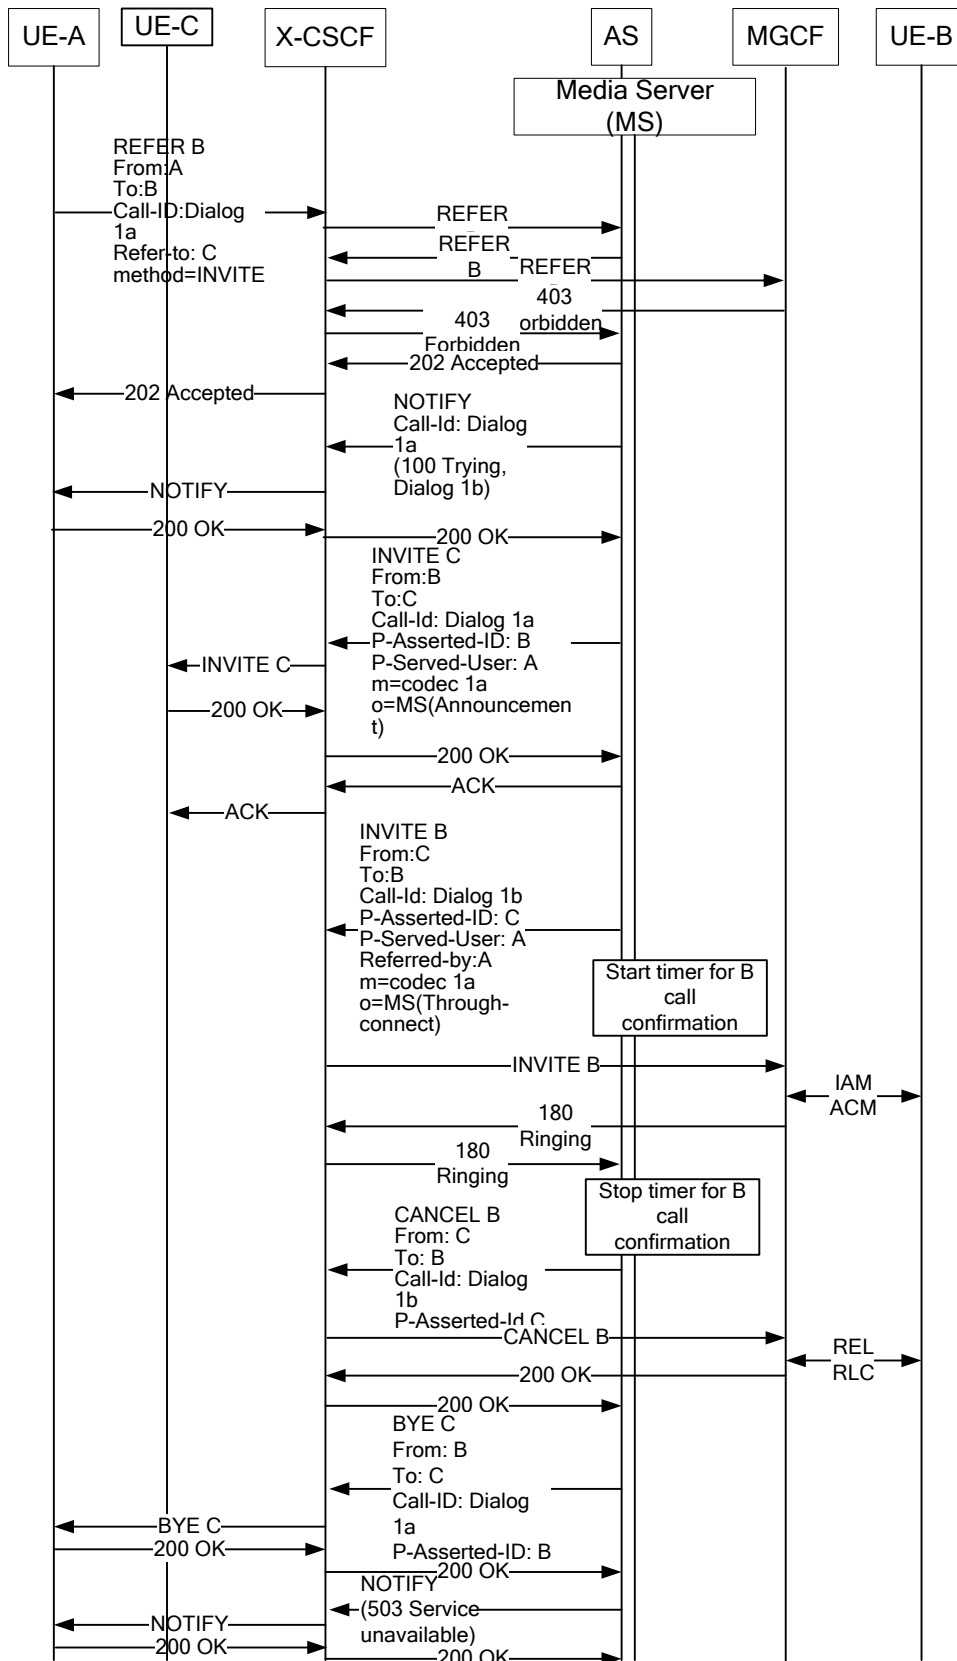 UE-A
UE-C
X-CSCF
AS
MGCF
UE-B
Media Server
(MS)
REFER B
From:A
To:B
Call-ID:Dialog
1a
Refer-to: C
method=INVITE
REFER
REFER
B
REFER
403
orbidden
403
Forbidden
202 Accepted
202 Accepted
NOTIFY
Call-Id: Dialog
1a
(100 Trying,
Dialog 1b)
NOTIFY
200 OK
200 OK
INVITE C
From:B
To:C
Call-Id: Dialog 1a
P-Asserted-ID: B
P-Served-User: A
m=codec 1a
o=MS(Announcemen
t)
INVITE C
200 OK
200 OK
ACK
ACK
INVITE B
From:C
To:B
Call-Id: Dialog 1b
P-Asserted-ID: C
P-Served-User: A
Referred-by:A
m=codec 1a
o=MS(Through-
connect)
Start timer for B
call
confirmation
INVITE B
IAM
ACM
180
Ringing
180
Ringing
Stop timer for B
call
confirmation
CANCEL B
From: C
To: B
Call-Id: Dialog
1b
P-Asserted-Id C
CANCEL B
REL
RLC
200 OK
200 OK
BYE C
From: B
To: C
Call-ID: Dialog
1a
P-Asserted-ID: B
BYE C
200 OK
200 OK
NOTIFY
(503 Service
unavailable)
NOTIFY
200 OK
200 OK